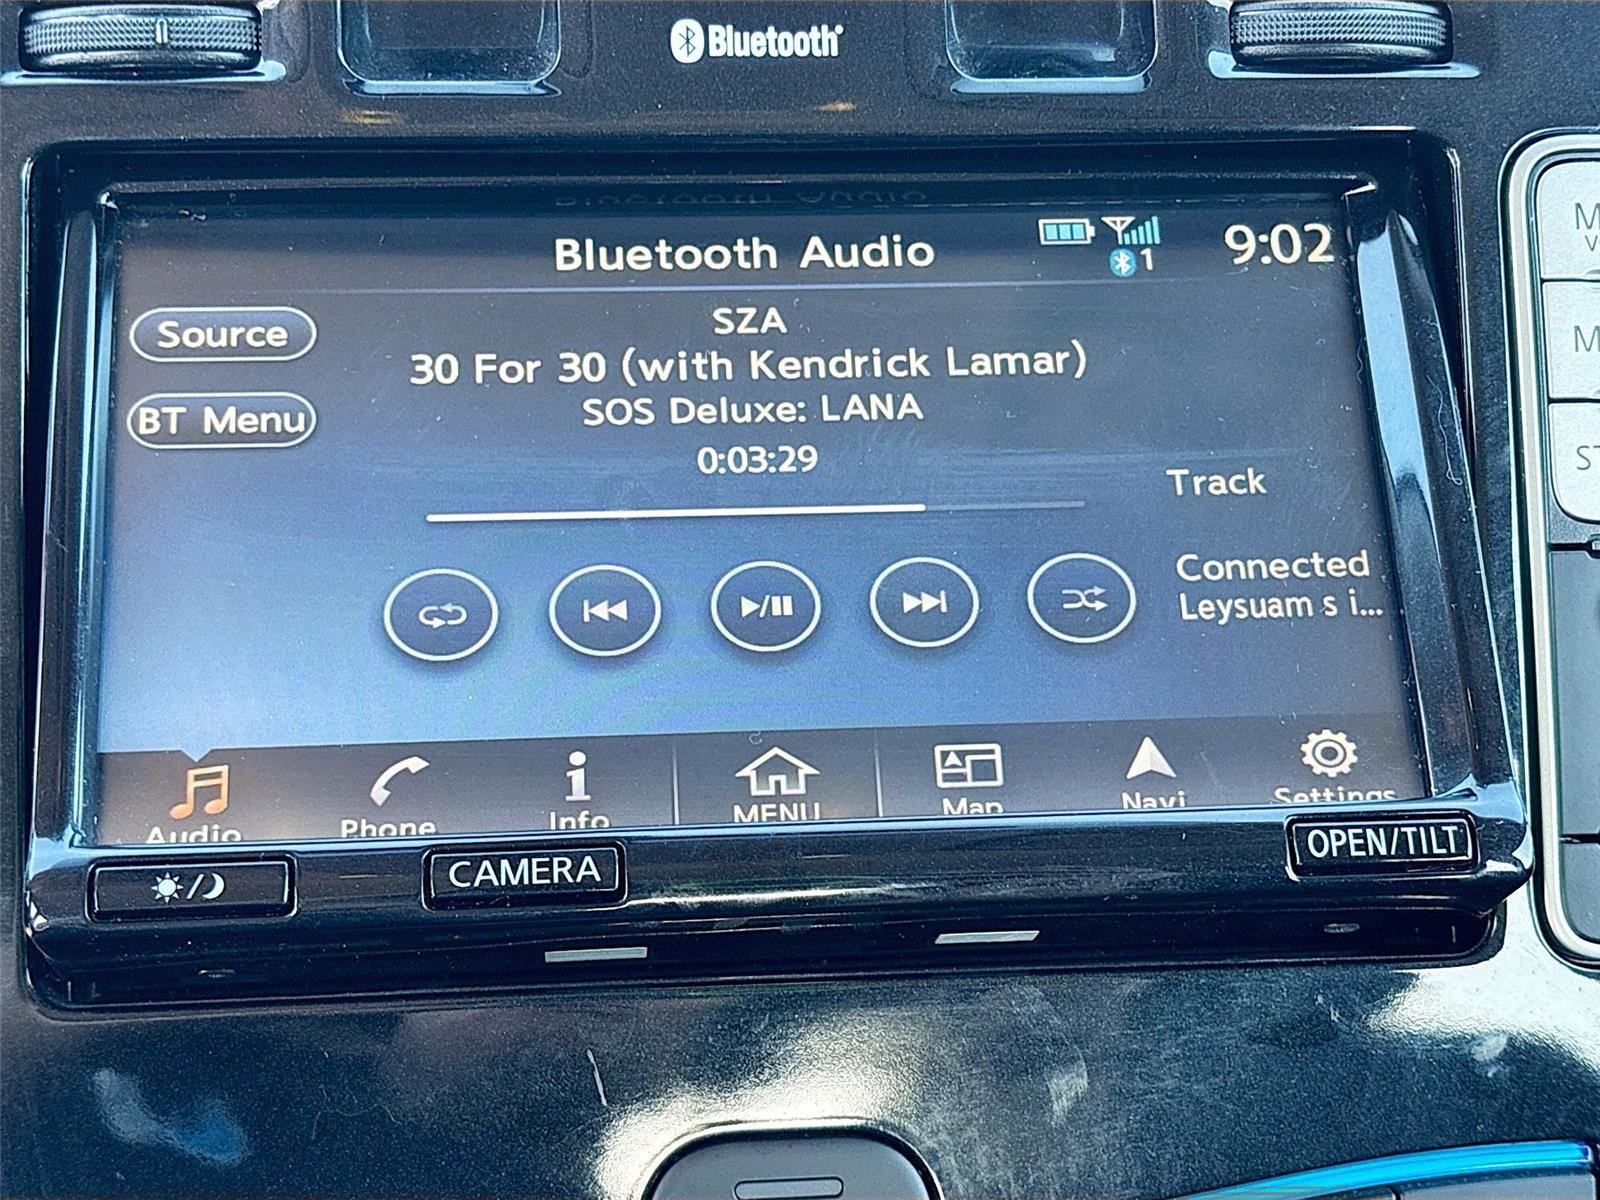 Bluetooth®
Bluetooth Audio
1
9:02
Source
SZA
30 For 30 (with Kendrick Lamar)
BT Menu
SOS Deluxe: LANA
0:03:29
Track
Connected
Leysuam s i...
Audio
Phone
Info
MENU
Map
Navi
Settings
CAMERA
OPEN/TILT